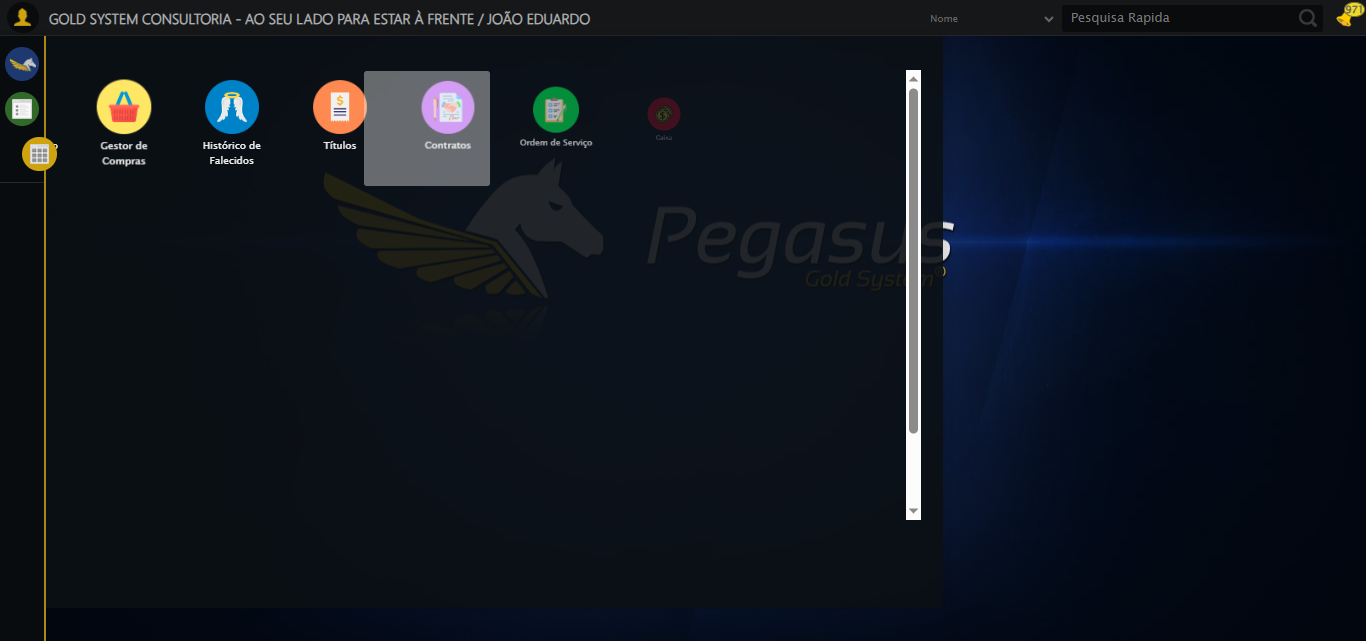 GOLD SYSTEM CONSULTORIA - AO SEU LADO PARA ESTAR À FRENTE / JOÃO EDUARDO
Nome
Pesquisa Rapida
971
o
Gestor de
Compras
Histórico de
Falecidos
Títulos
Contratos
Ordem de Serviço
Caixa
Pegasus
Gold System®